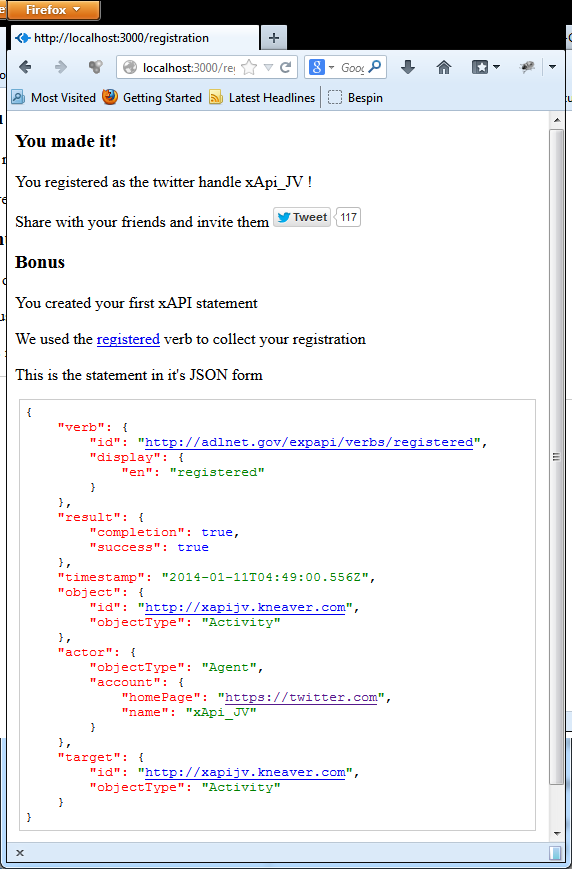 Firefox
http://localhost:3000/registration
localhost:3000/re
Goo
Most Visited Getting Started Latest Headlines Bespin
You made it!
You registered as the twitter handle xApi_JV !
Share with your friends and invite them Tweet 117
Bonus
You created your first xAPI statement
We used the registered verb to collect your registration
This is the statement in it's JSON form
{
"verb": {
"id": "http://adlnet.gov/expapi/verbs/registered",
"display": {
"en": "registered"
}
},
"result": {
"completion": true,
"success": true
},
"timestamp": "2014-01-11T04:49:00.556Z",
"object": {
"id": "http://xapijv.kneaver.com",
"objectType": "Activity"
},
"actor": {
"objectType": "Agent",
"account": {
"homePage": "https://twitter.com",
"name": "xApi_JV"
}
},
"target": {
"id": "http://xapijv.kneaver.com",
"objectType": "Activity"
}
}